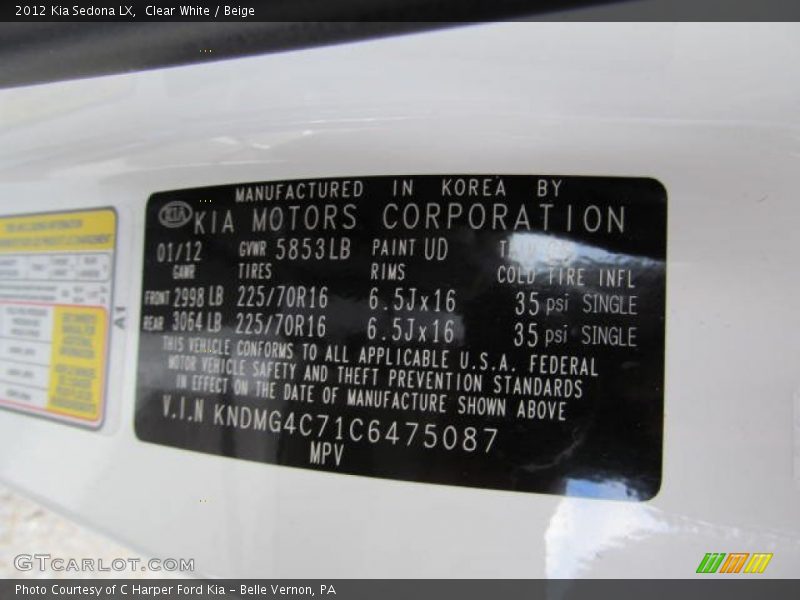 2012 Kia Sedona LX,  Clear White / Beige
MANUFACTURED IN KOREA BY
KIA KIA MOTORS CORPORATION
01/12 GVWR 5853LB PAINT UD
GAWR TIRES RIMS COLD TIRE INFL
FRONT 2998 LB 225/70R16 6.5Jx16 35 psi SINGLE
REAR 3064 LB 225/70R16 6.5Jx16 35 psi SINGLE
THIS VEHICLE CONFORMS TO ALL APPLICABLE U.S.A. FEDERAL
MOTOR VEHICLE SAFETY AND THEFT PREVENTION STANDARDS
IN EFFECT ON THE DATE OF MANUFACTURE SHOWN ABOVE
V.I.N KNDMG4C71C6475087
MPV
A1
GTcarlot.com
Photo Courtesy of C Harper Ford Kia – Belle Vernon, PA